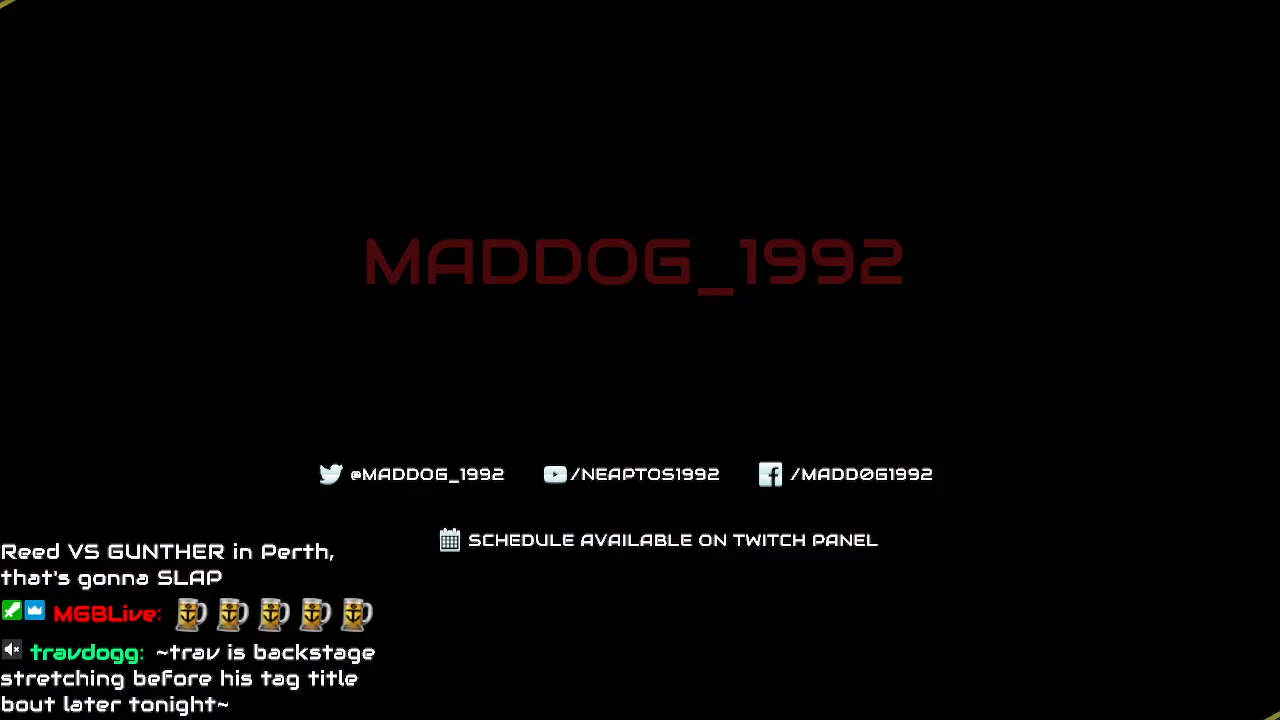 MADDOG_1992
@MADDOG_1992 /NEAPTOS1992 /MADD0G1992
SCHEDULE AVAILABLE ON TWITCH PANEL
Reed VS GUNTHER in Perth,
that's gonna SLAP
MGBLive:
travdogg: ~trav is backstage
stretching before his tag title
bout later tonight~